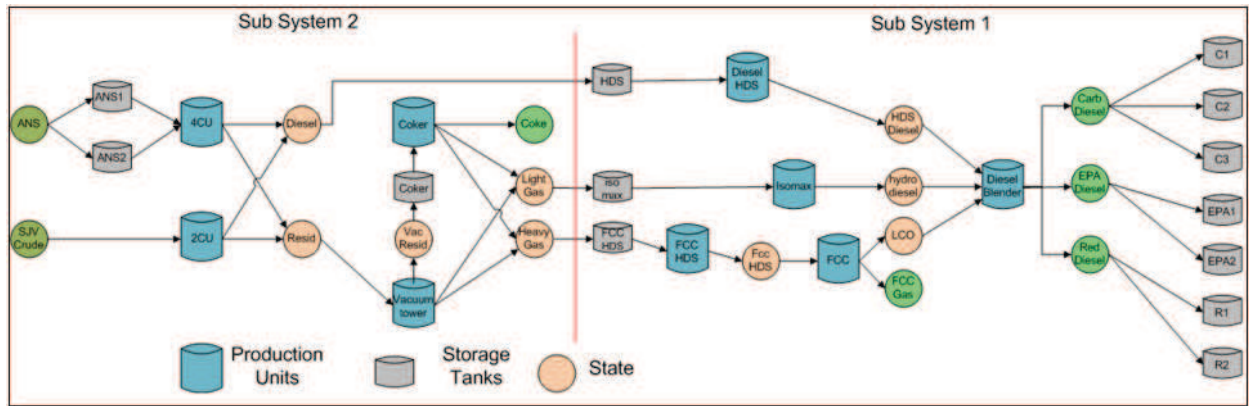 Sub System 2
Sub System 1
ANS
ANS1
ANS2
4CU
Diesel
SJV
Crude
2CU
Resid
Coker
Coke
Coker
Vac
Resid
Vacuum
tower
Light
Gas
Heavy
Gas
HDS
Diesel
HDS
HDS
Diesel
iso
max
Isomax
hydro
diesel
FCC
HDS
FCC
HDS
Fcc
HDS
FCC
LCO
FCC
Gas
Diesel
Blender
Carb
Diesel
EPA
Diesel
Red
Diesel
C1
C2
C3
EPA1
EPA2
R1
R2
Production
Units
Storage
Tanks
State